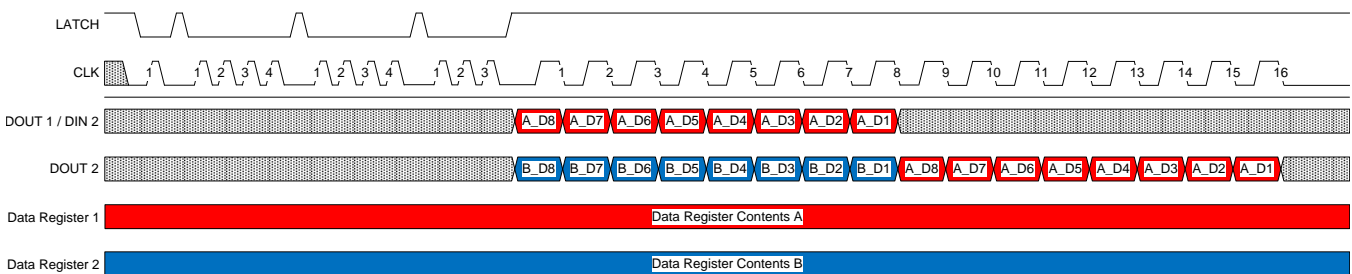 LATCH
CLK 1 1 2 3 4 1 2 3 4 1 2 3 1 2 3 4 5 6 7 8 9 10 11 12 13 14 15 16
DOUT 1 / DIN 2 A_D8 A_D7 A_D6 A_D5 A_D4 A_D3 A_D2 A_D1
DOUT 2 B_D8 B_D7 B_D6 B_D5 B_D4 B_D3 B_D2 B_D1 A_D8 A_D7 A_D6 A_D5 A_D4 A_D3 A_D2 A_D1
Data Register 1 Data Register Contents A
Data Register 2 Data Register Contents B